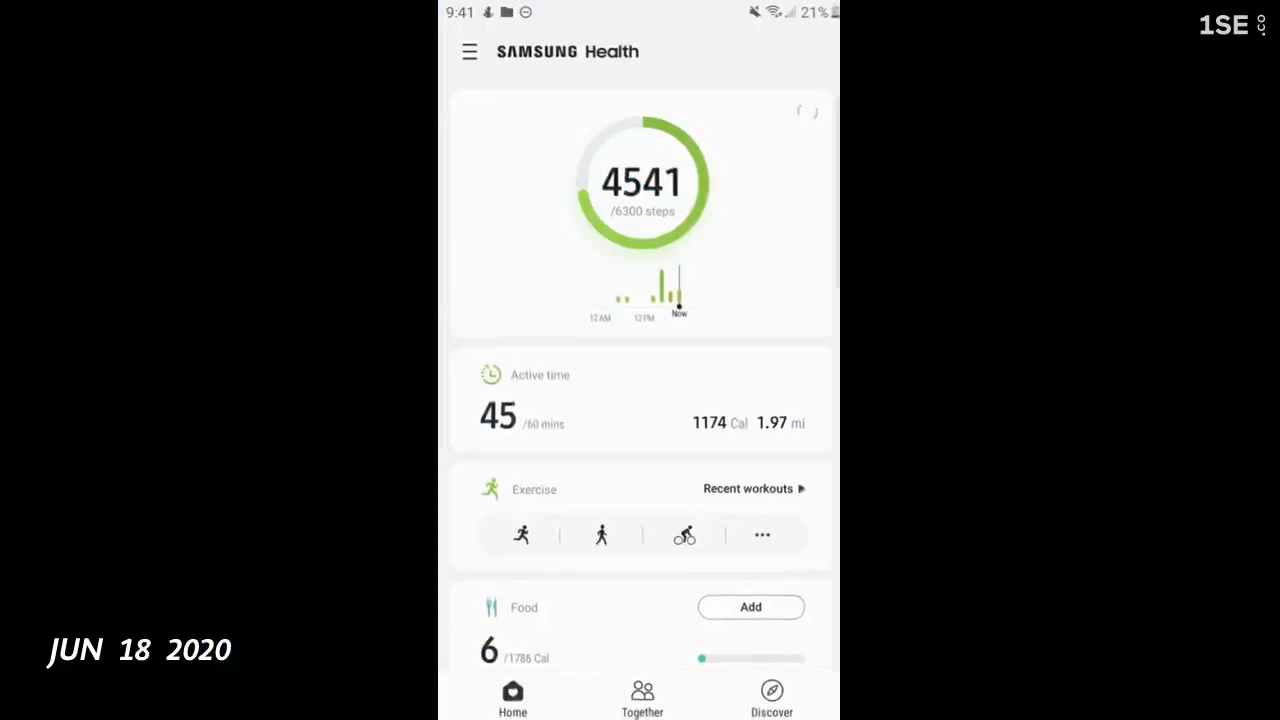 9:41 21%
1SE.co
SAMSUNG Health
4541
/6300 steps
12 AM 12 PM Now
Active time
45 /60 mins 1174 Cal 1.97 mi
Exercise Recent workouts
Food Add
6 /1786 Cal
JUN 18 2020
Home Together Discover